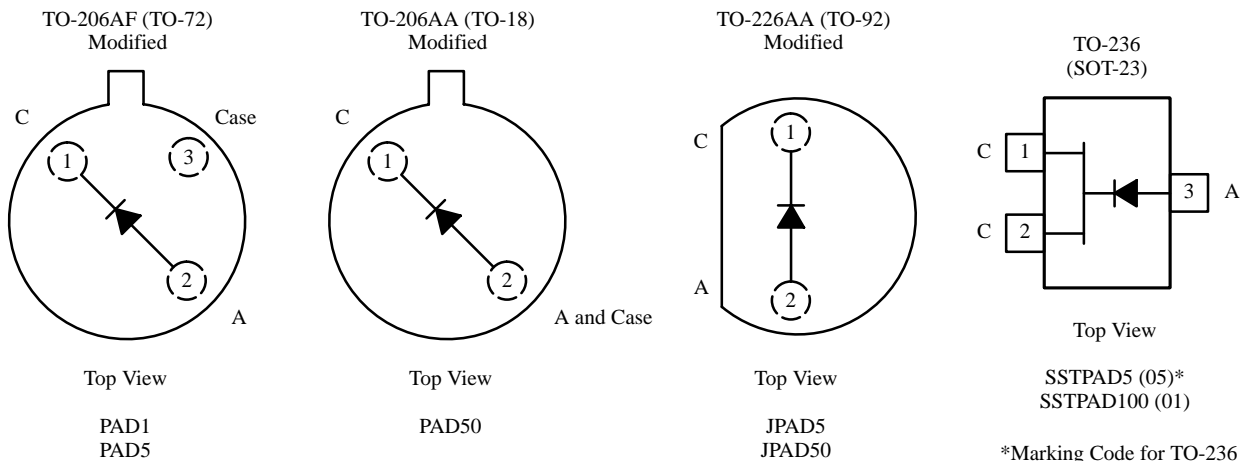 TO-206AF (TO-72)
Modified
C
Case
1
3
2
A
Top View
PAD1
PAD5
TO-206AA (TO-18)
Modified
C
1
2
A and Case
Top View
PAD50
TO-226AA (TO-92)
Modified
C
1
A
2
Top View
JPAD5
JPAD50
TO-236
(SOT-23)
C
1
3
A
C
2
Top View
SSTPAD5 (05)*
SSTPAD100 (01)
*Marking Code for TO-236